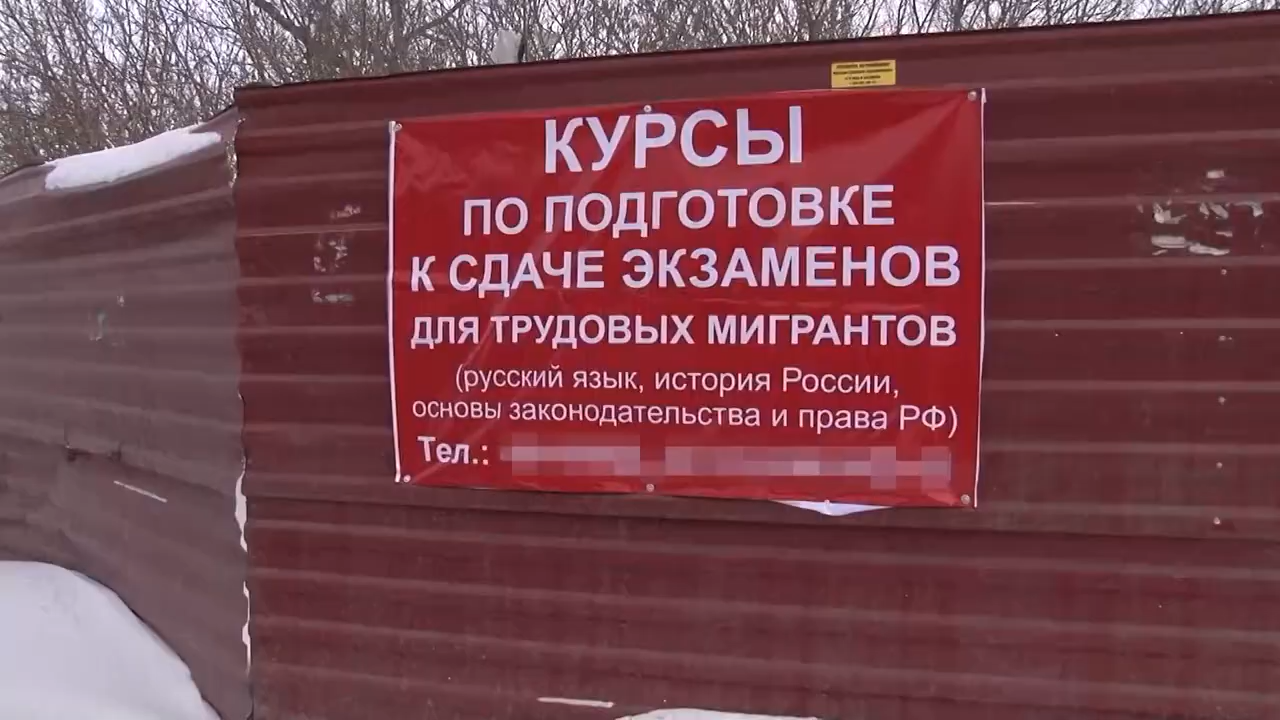 КУРСЫ
ПО ПОДГОТОВКЕ
К СДАЧЕ ЭКЗАМЕНОВ
ДЛЯ ТРУДОВЫХ МИГРАНТОВ
(русский язык, история России,
основы законодательства и права РФ)
Тел.: